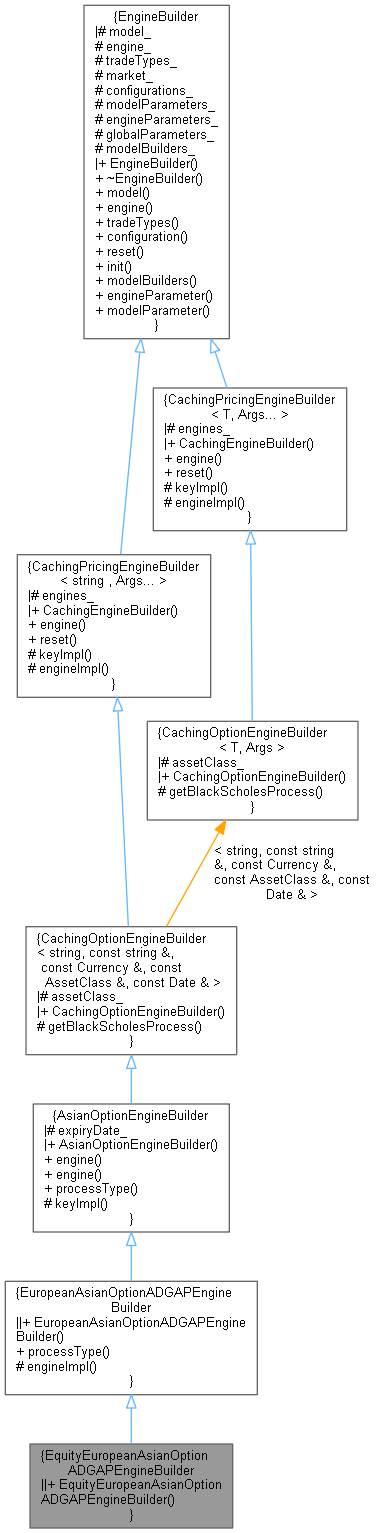 {EngineBuilder
|# model_
# engine_
# tradeTypes_
# market_
# configurations_
# modelParameters_
# engineParameters_
# globalParameters_
# modelBuilders_
|+ EngineBuilder()
+ ~EngineBuilder()
+ model()
+ engine()
+ tradeTypes()
+ configuration()
+ reset()
+ init()
+ modelBuilders()
+ engineParameter()
+ modelParameter()
}
{CachingPricingEngineBuilder
< T, Args... >
|# engines_
|+ CachingEngineBuilder()
+ engine()
+ reset()
# keyImpl()
# engineImpl()
}
{CachingPricingEngineBuilder
< string , Args... >
|# engines_
|+ CachingEngineBuilder()
+ engine()
+ reset()
# keyImpl()
# engineImpl()
}
{CachingOptionEngineBuilder
< T, Args >
|# assetClass_
|+ CachingOptionEngineBuilder()
# getBlackScholesProcess()
}
< string, const string
&, const Currency &,
const AssetClass &, const
Date & >
{CachingOptionEngineBuilder
< string, const string &,
const Currency &, const
AssetClass &, const Date & >
|# assetClass_
|+ CachingOptionEngineBuilder()
# getBlackScholesProcess()
}
{AsianOptionEngineBuilder
|# expiryDate_
|+ AsianOptionEngineBuilder()
+ engine()
+ engine()
+ processType()
# keyImpl()
}
{EuropeanAsianOptionADGAPEngine
Builder
||+ EuropeanAsianOptionADGAPEngine
Builder()
+ processType()
# engineImpl()
}
{EquityEuropeanAsianOption
ADGAPEngineBuilder
||+ EquityEuropeanAsianOption
ADGAPEngineBuilder()
}